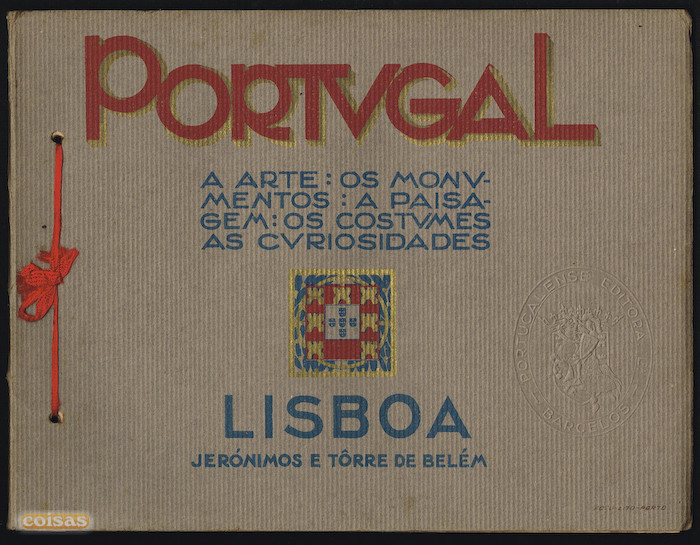 PORTVGAL
A ARTE : OS MONV-
MENTOS : A PAISA-
GEM : OS COSTVMES
AS CVRIOSIDADES
LISBOA
JERÓNIMOS E TÔRRE DE BELÉM
PORTUCALENSE EDITORA
BARCELOS
coisas